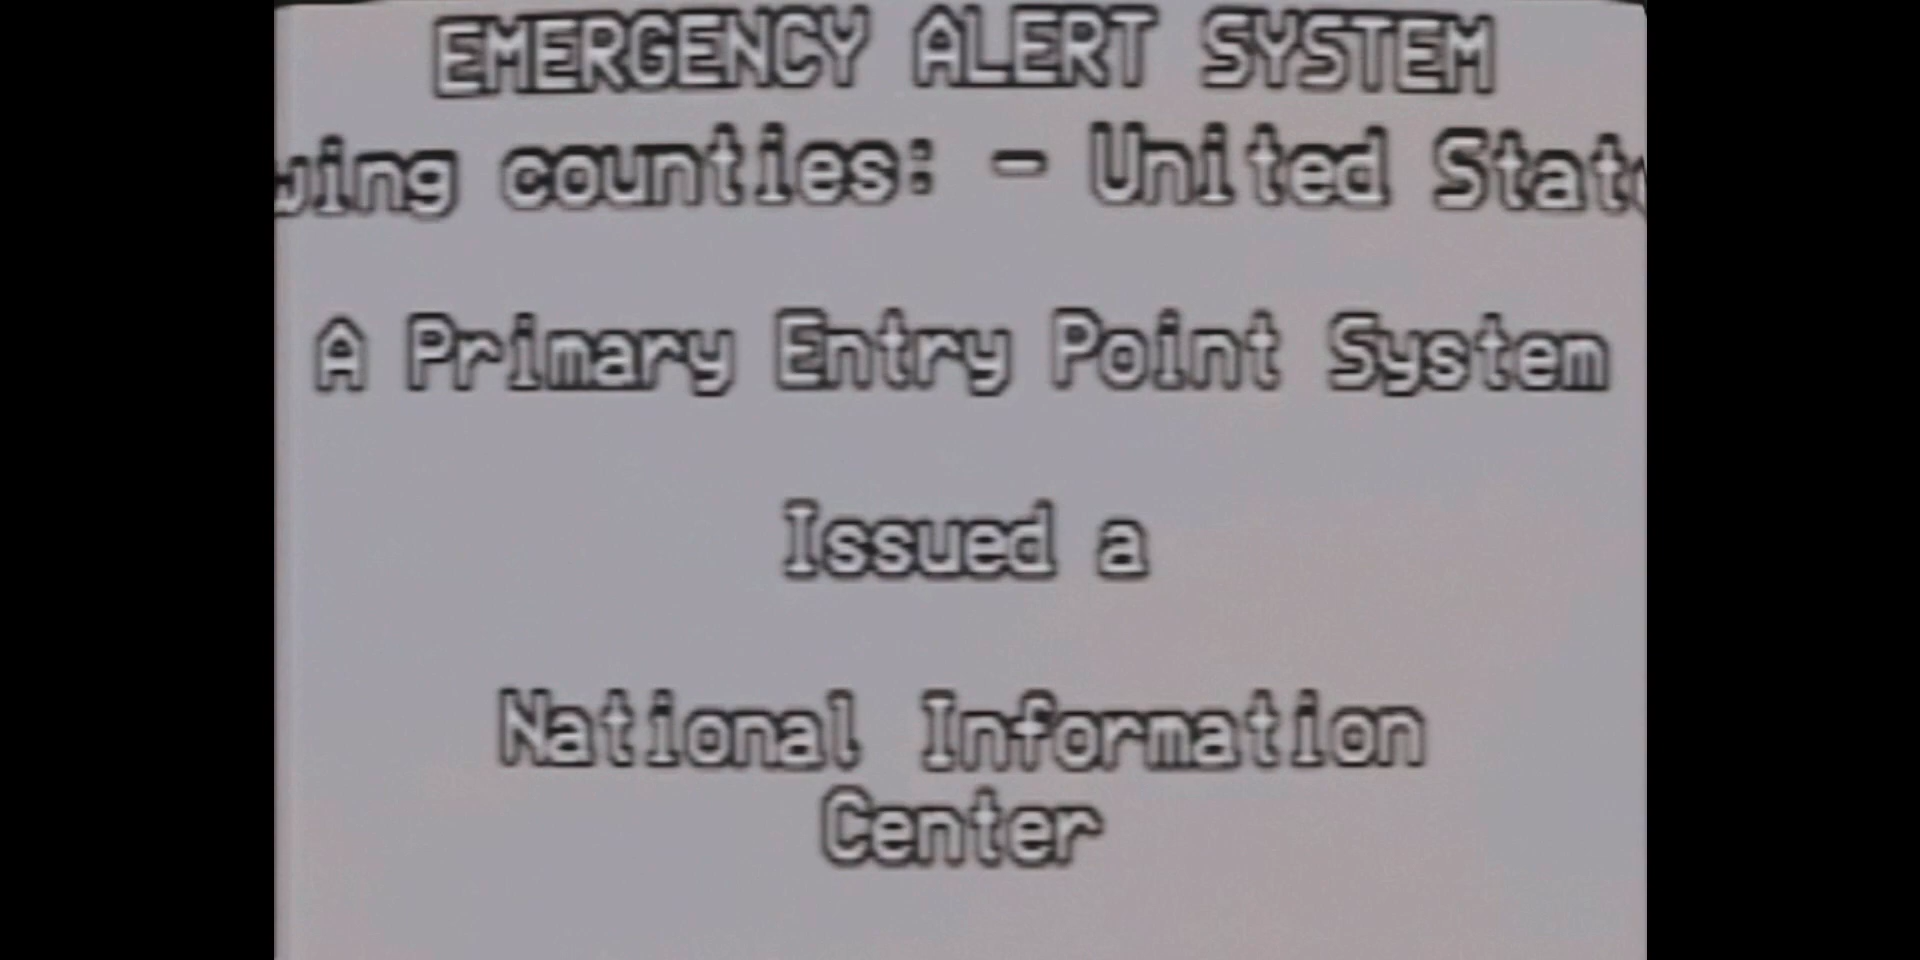 EMERGENCY ALERT SYSTEM
counties: - United
A Primary Entry Point System
Issued a
National Information
Center